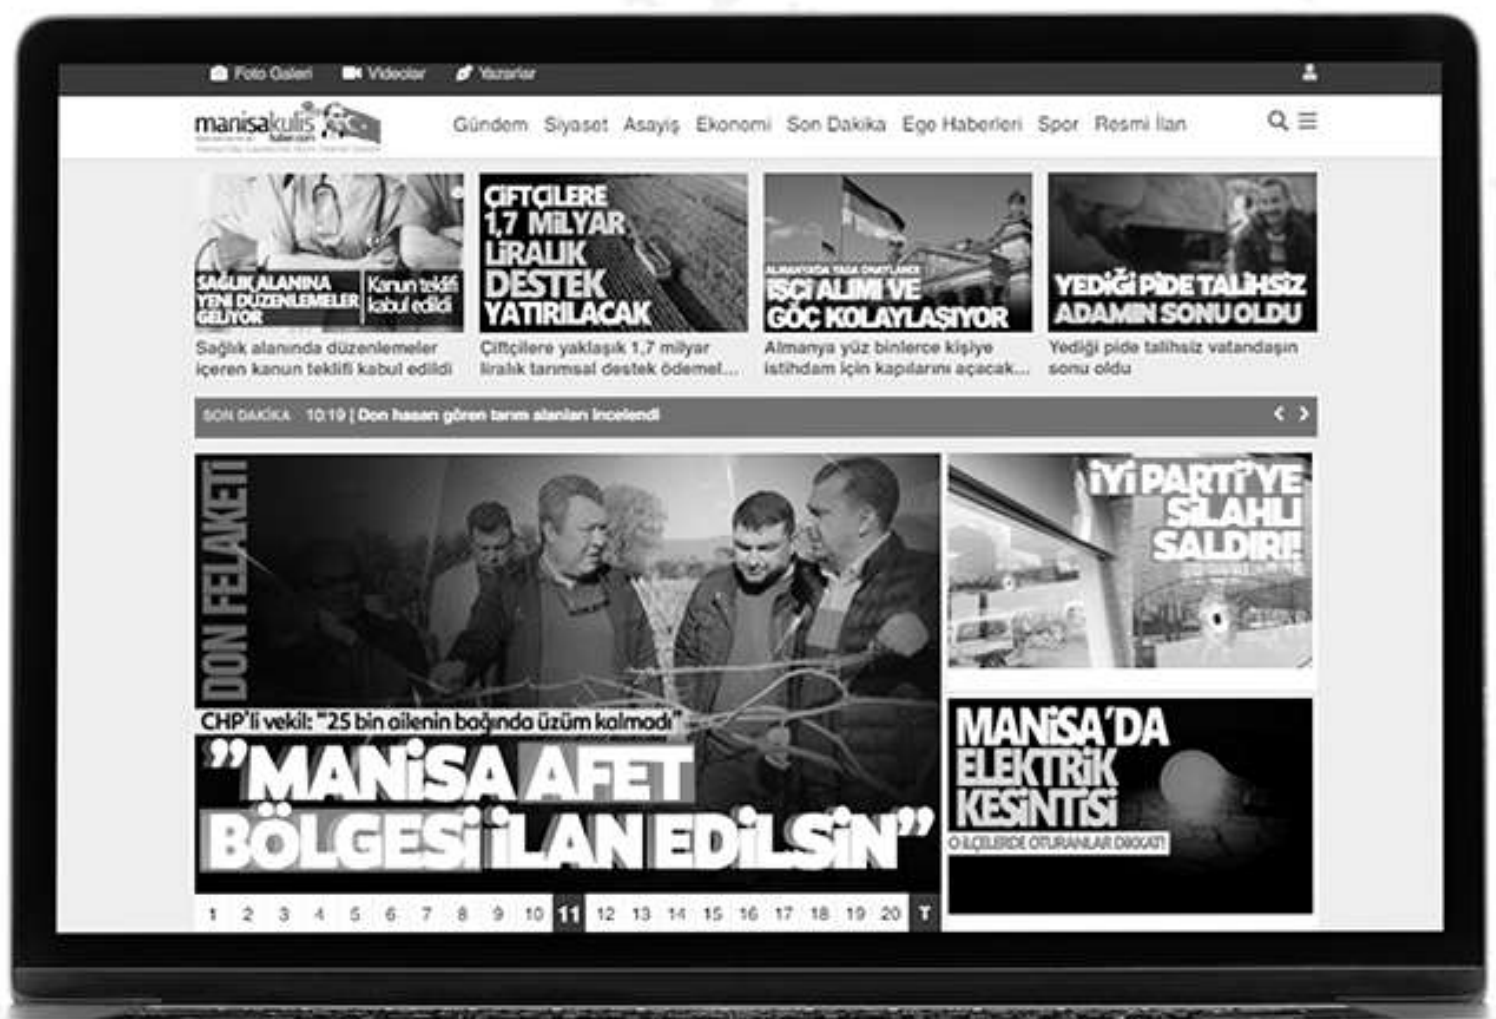 Foto Galeri Videolar Yazarlar
manisakulis
haber.com
Gündem Siyaset Asayiş Ekonomi Son Dakika Ege Haberleri Spor Resmi İlan
SAĞLIK ALANINA
YENİ DÜZENLEMELER
GELİYOR
Kanun teklifi
kabul edildi
Sağlık alanında düzenlemeler
içeren kanun teklifi kabul edildi
ÇİFTÇİLERE
1,7 MİLYAR
LİRALIK
DESTEK
YATIRILACAK
Çiftçilere yaklaşık 1,7 milyar
liralık tarımsal destek ödemel...
ALMANYA'DA YASA ONAYLANDI
İŞÇİ ALIMI VE
GÖÇ KOLAYLAŞIYOR
Almanya yüz binlerce kişiye
istihdam için kapılarını açacak...
YEDİĞİ PİDE TALİHSİZ
ADAMIN SONU OLDU
Yediği pide talihsiz vatandaşın
sonu oldu
SON DAKİKA 10:19 | Don hasarı gören tarım alanları incelendi
DON FELAKETİ
CHP'li vekil: "25 bin ailenin bağında üzüm kalmadı"
"MANİSA AFET
BÖLGESİ İLAN EDİLSİN"
1 2 3 4 5 6 7 8 9 10 11 12 13 14 15 16 17 18 19 20 T
İYİ PARTİ'YE
SİLAHLI
SALDIRI!
MANİSA'DA
ELEKTRİK
KESİNTİSİ
O İLÇELERDE OTURANLAR DİKKAT!